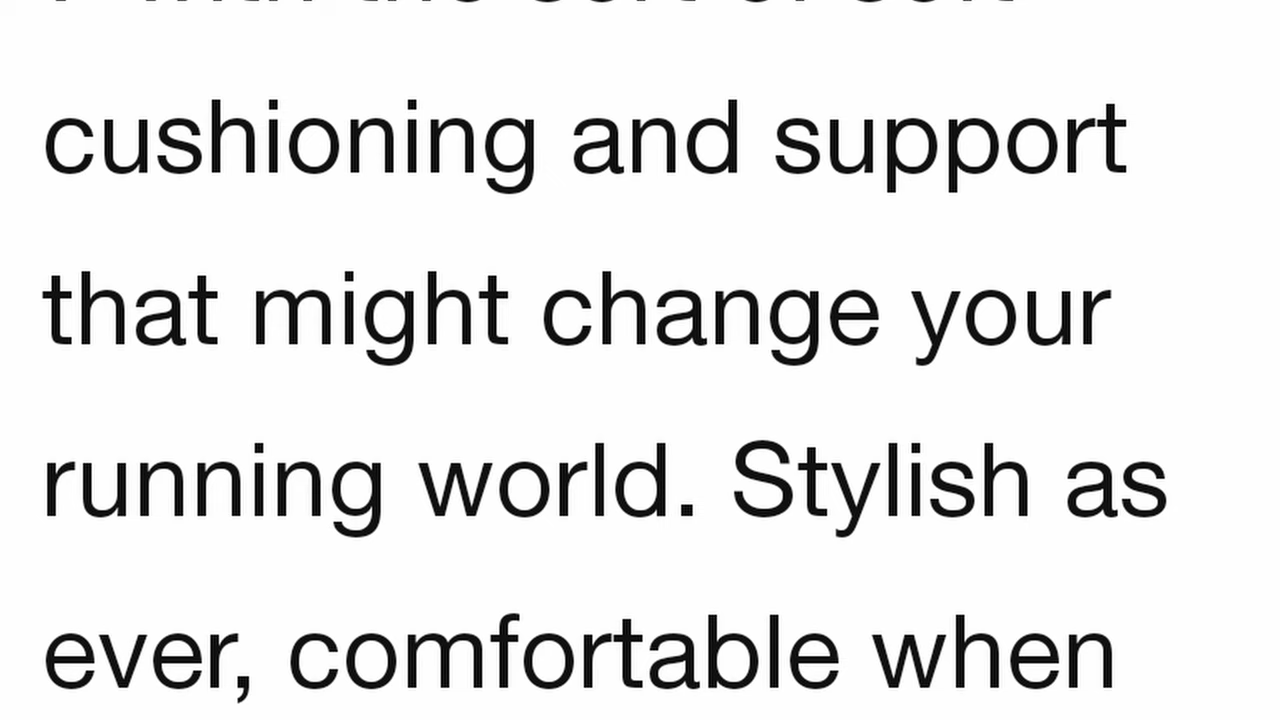 cushioning and support
that might change your
running world. Stylish as
ever, comfortable when